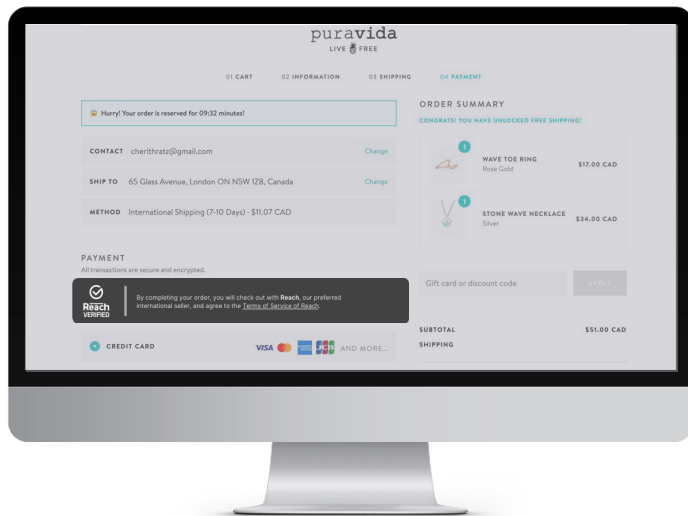 puravida
LIVE FREE
01 CART 02 INFORMATION 03 SHIPPING 04 PAYMENT
Hurry! Your order is reserved for 09:32 minutes!
CONTACT cherithratz@gmail.com Change
SHIP TO 65 Glass Avenue, London ON N5W 1Z8, Canada Change
METHOD International Shipping (7-10 Days) · $11.07 CAD
PAYMENT
All transactions are secure and encrypted.
Reach
VERIFIED
By completing your order, you will check out with Reach, our preferred
international seller, and agree to the Terms of Service of Reach.
CREDIT CARD VISA JCB AND MORE...
ORDER SUMMARY
CONGRATS! YOU HAVE UNLOCKED FREE SHIPPING!
1
WAVE TOE RING $17.00 CAD
Rose Gold
1
STONE WAVE NECKLACE $34.00 CAD
Silver
Gift card or discount code APPLY
SUBTOTAL $51.00 CAD
SHIPPING